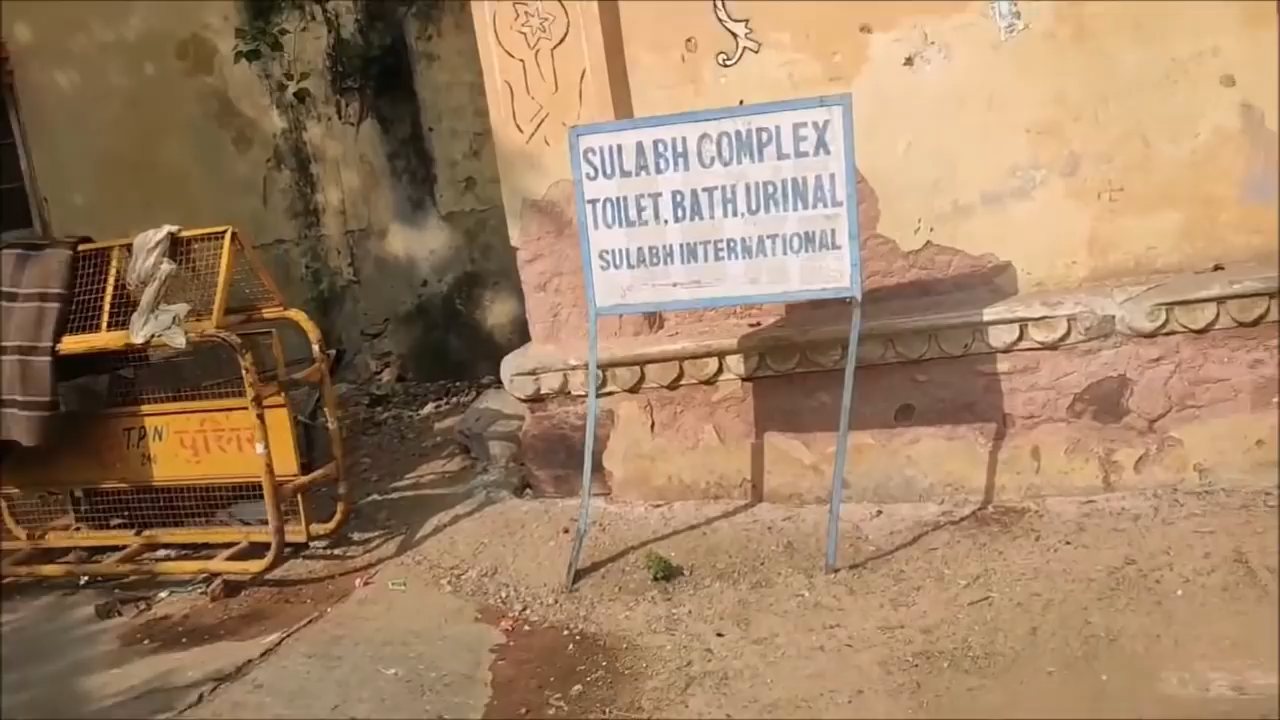 SULABH COMPLEX
TOILET, BATH, URINAL
SULABH INTERNATIONAL
T.P(N)
पुलिस